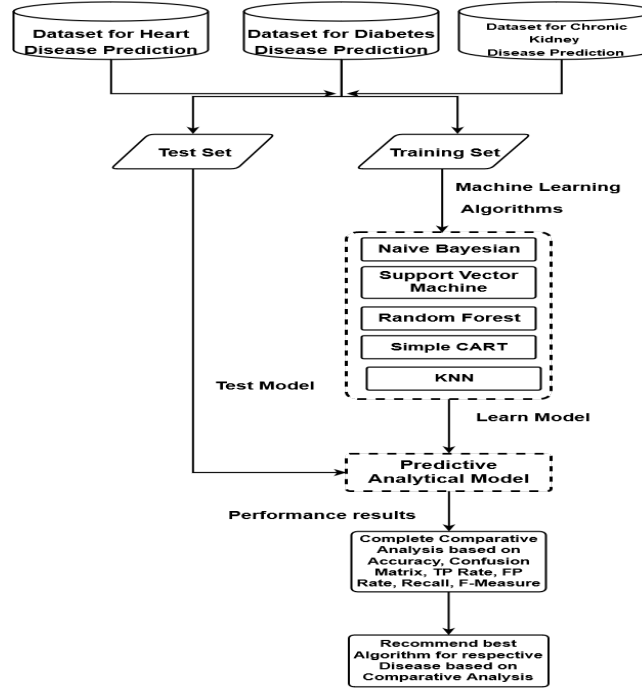 Dataset for Heart
Disease Prediction
Dataset for Diabetes
Disease Prediction
Dataset for Chronic
Kidney
Disease Prediction
Test Set
Training Set
Machine Learning
Algorithms
Naive Bayesian
Support Vector
Machine
Random Forest
Simple CART
KNN
Test Model
Learn Model
Predictive
Analytical Model
Performance results
Complete Comparative
Analysis based on
Accuracy, Confusion
Matrix, TP Rate, FP
Rate, Recall, F-Measure
Recommend best
Algorithm for respective
Disease based on
Comparative Analysis